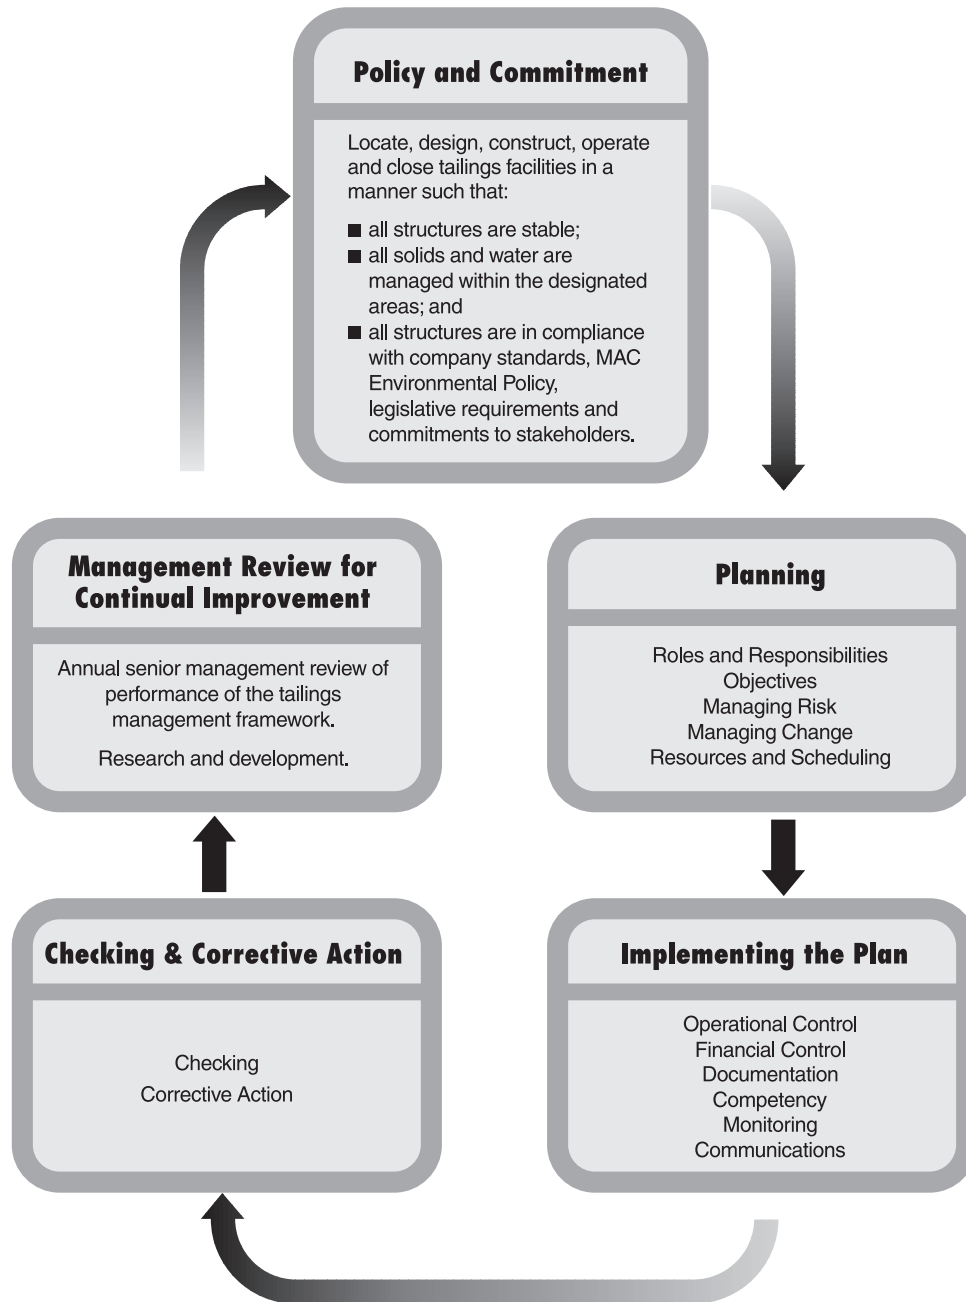 Policy and Commitment
Locate, design, construct, operate
and close tailings facilities in a
manner such that:
■ all structures are stable;
■ all solids and water are
managed within the designated
areas; and
■ all structures are in compliance
with company standards, MAC
Environmental Policy,
legislative requirements and
commitments to stakeholders.
Planning
Roles and Responsibilities
Objectives
Managing Risk
Managing Change
Resources and Scheduling
Implementing the Plan
Operational Control
Financial Control
Documentation
Competency
Monitoring
Communications
Checking & Corrective Action
Checking
Corrective Action
Management Review for
Continual Improvement
Annual senior management review of
performance of the tailings
management framework.
Research and development.